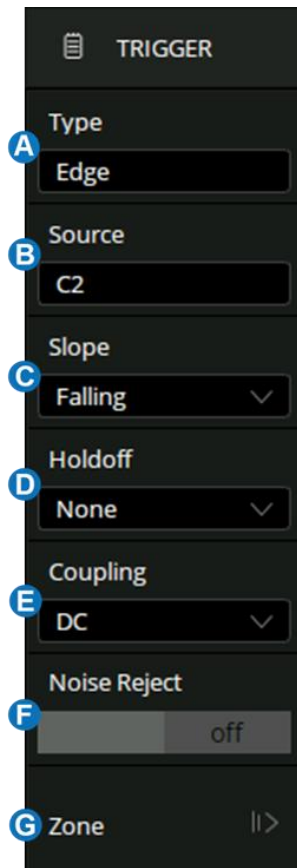 TRIGGER
Type
A
Edge
Source
B
C2
Slope
C
Falling
Holdoff
D
None
Coupling
E
DC
Noise Reject
F
off
G Zone